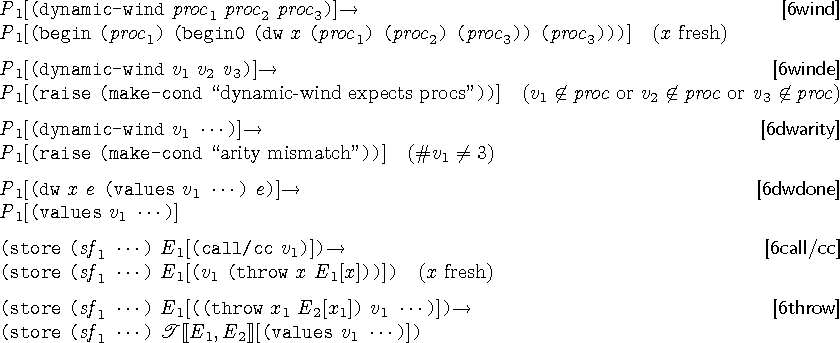 P₁[(dynamic-wind proc₁ proc₂ proc₃)]→ [6wind]
P₁[(begin (proc₁) (begin0 (dw x (proc₁) (proc₂) (proc₃)) (proc₃)))] (x fresh)
P₁[(dynamic-wind v₁ v₂ v₃)]→ [6winde]
P₁[(raise (make-cond “dynamic-wind expects procs”))] (v₁ ∉ proc or v₂ ∉ proc or v₃ ∉ proc)
P₁[(dynamic-wind v₁ ⋯)]→ [6dwarity]
P₁[(raise (make-cond “arity mismatch”))] (#v₁ ≠ 3)
P₁[(dw x e (values v₁ ⋯) e)]→ [6dwdone]
P₁[(values v₁ ⋯)]
(store (sf₁ ⋯) E₁[(call/cc v₁)])→ [6call/cc]
(store (sf₁ ⋯) E₁[(v₁ (throw x E₁[x]))]) (x fresh)
(store (sf₁ ⋯) E₁[((throw x₁ E₂[x₁]) v₁ ⋯)])→ [6throw]
(store (sf₁ ⋯) 𝒯⟦E₁, E₂⟧[(values v₁ ⋯)])